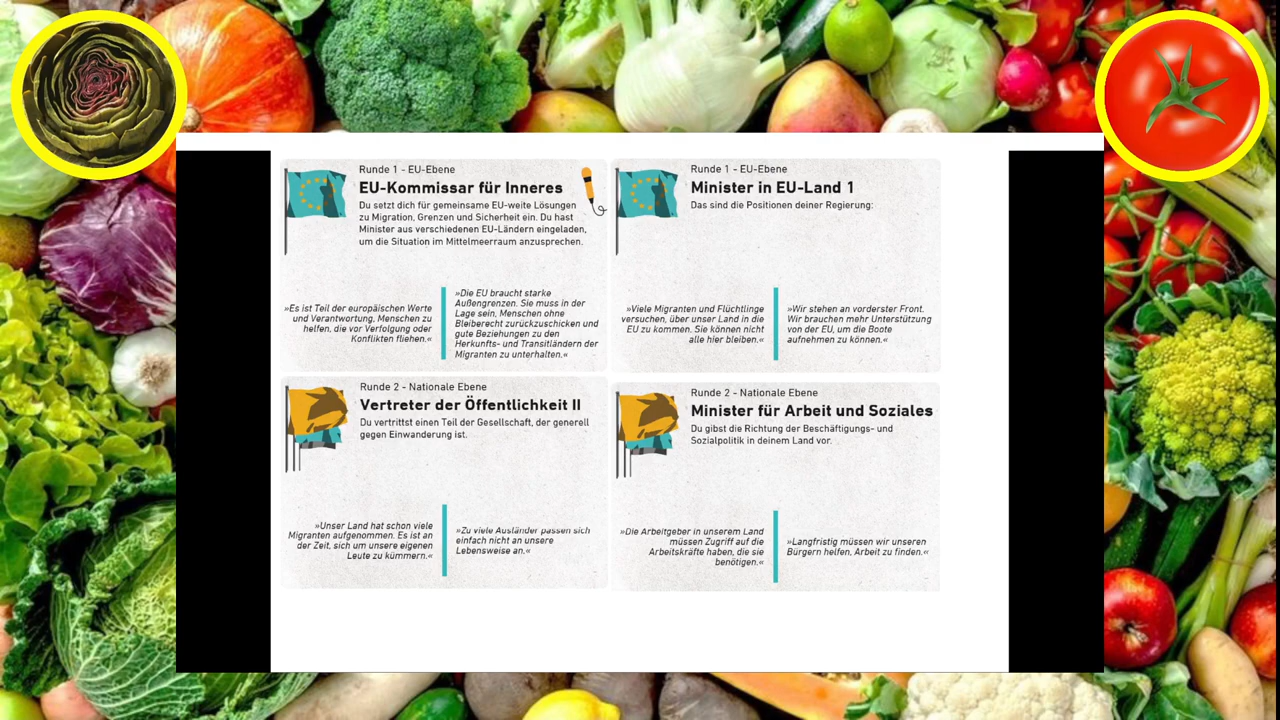 Runde 1 - EU-Ebene
EU-Kommissar für Inneres
Du setzt dich für gemeinsame EU-weite Lösungen
zu Migration, Grenzen und Sicherheit ein. Du hast
Minister aus verschiedenen EU-Ländern eingeladen,
um die Situation im Mittelmeerraum anzusprechen.
»Es ist Teil der europäischen Werte
und Verantwortung, Menschen zu
helfen, die vor Verfolgung oder
Konflikten fliehen.«
»Die EU braucht starke
Außengrenzen. Sie muss in der
Lage sein, Menschen ohne
Bleiberecht zurückzuschicken und
gute Beziehungen zu den
Herkunfts- und Transitländern der
Migranten zu unterhalten.«
Runde 1 - EU-Ebene
Minister in EU-Land 1
Das sind die Positionen deiner Regierung:
»Viele Migranten und Flüchtlinge
versuchen, über unser Land in die
EU zu kommen. Sie können nicht
alle hier bleiben.«
»Wir stehen an vorderster Front.
Wir brauchen mehr Unterstützung
von der EU, um die Boote
aufnehmen zu können.«
Runde 2 - Nationale Ebene
Vertreter der Öffentlichkeit II
Du vertrittst einen Teil der Gesellschaft, der generell
gegen Einwanderung ist.
»Unser Land hat schon viele
Migranten aufgenommen. Es ist an
der Zeit, sich um unsere eigenen
Leute zu kümmern.«
»Zu viele Ausländer passen sich
einfach nicht an unsere
Lebensweise an.«
Runde 2 - Nationale Ebene
Minister für Arbeit und Soziales
Du gibst die Richtung der Beschäftigungs- und
Sozialpolitik in deinem Land vor.
»Die Arbeitgeber in unserem Land
müssen Zugriff auf die
Arbeitskräfte haben, die sie
benötigen.«
»Langfristig müssen wir unseren
Bürgern helfen, Arbeit zu finden.«